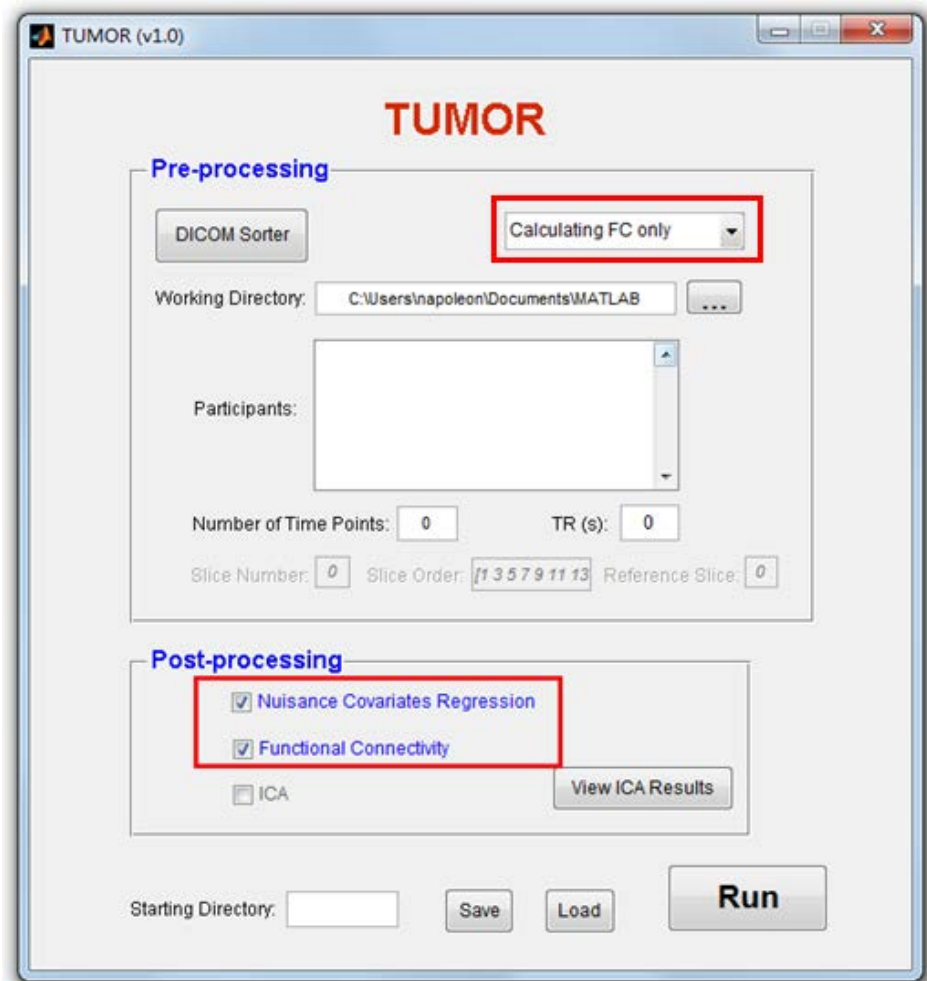 TUMOR (v1.0)
TUMOR
Pre-processing
DICOM Sorter
Calculating FC only
Working Directory: C:\Users\napoleon\Documents\MATLAB ...
Participants:
Number of Time Points: 0 TR (s): 0
Slice Number: 0 Slice Order: [1 3 5 7 9 11 13 Reference Slice: 0
Post-processing
Nuisance Covariates Regression
Functional Connectivity
ICA
View ICA Results
Starting Directory: Save Load Run